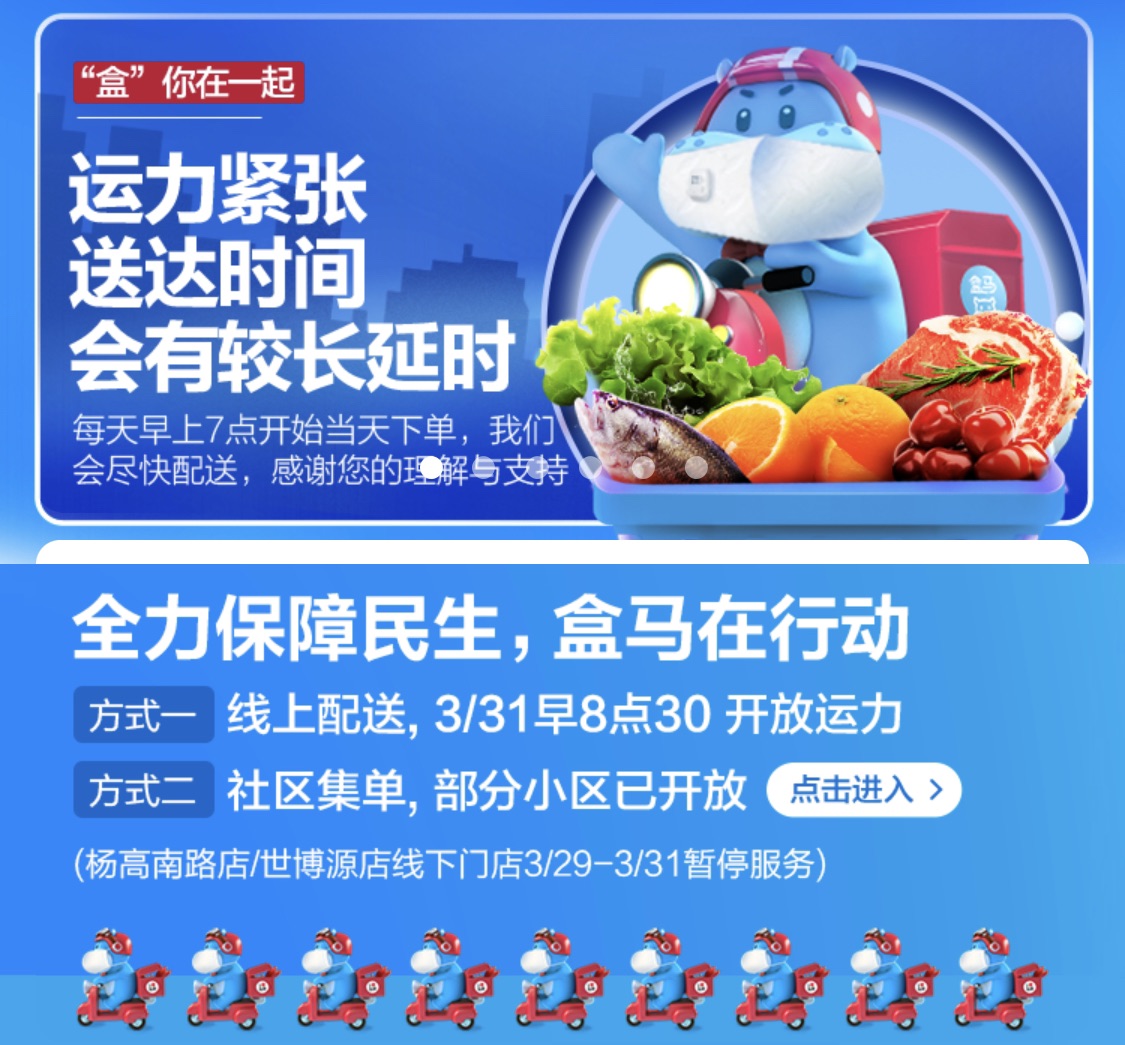 “盒”你在一起
运力紧张
送达时间
会有较长延时
每天早上7点开始当天下单，我们
会尽快配送，感谢您的理解与支持
盒马
全力保障民生，盒马在行动
方式一 线上配送, 3/31早8点30 开放运力
方式二 社区集单, 部分小区已开放 点击进入 >
(杨高南路店/世博源店线下门店3/29-3/31暂停服务)